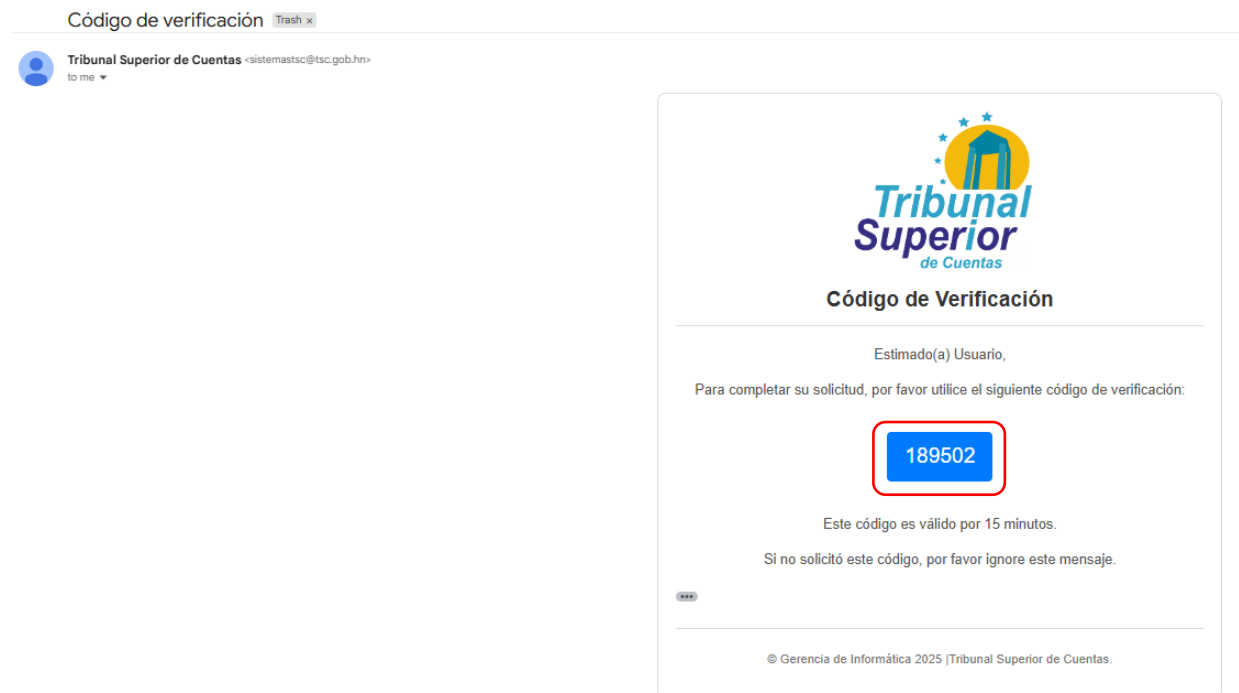 Código de verificación Trash x
Tribunal Superior de Cuentas <sistemastsc@tsc.gob.hn>
to me
Tribunal
Superior
de Cuentas
Código de Verificación
Estimado(a) Usuario,
Para completar su solicitud, por favor utilice el siguiente código de verificación:
189502
Este código es válido por 15 minutos.
Si no solicitó este código, por favor ignore este mensaje.
© Gerencia de Informática 2025 |Tribunal Superior de Cuentas.